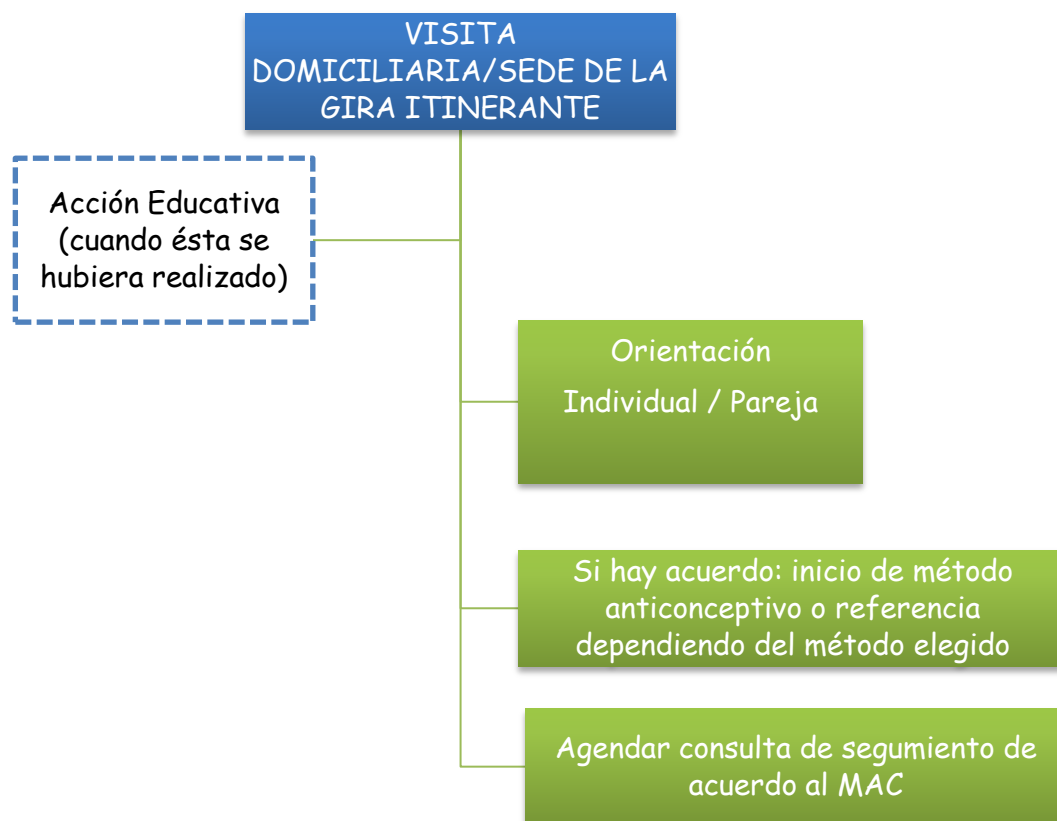 VISITA
DOMICILIARIA/SEDE DE LA
GIRA ITINERANTE
Acción Educativa
(cuando ésta se
hubiera realizado)
Orientación
Individual / Pareja
Si hay acuerdo: inicio de método
anticonceptivo o referencia
dependiendo del método elegido
Agendar consulta de segumiento de
acuerdo al MAC